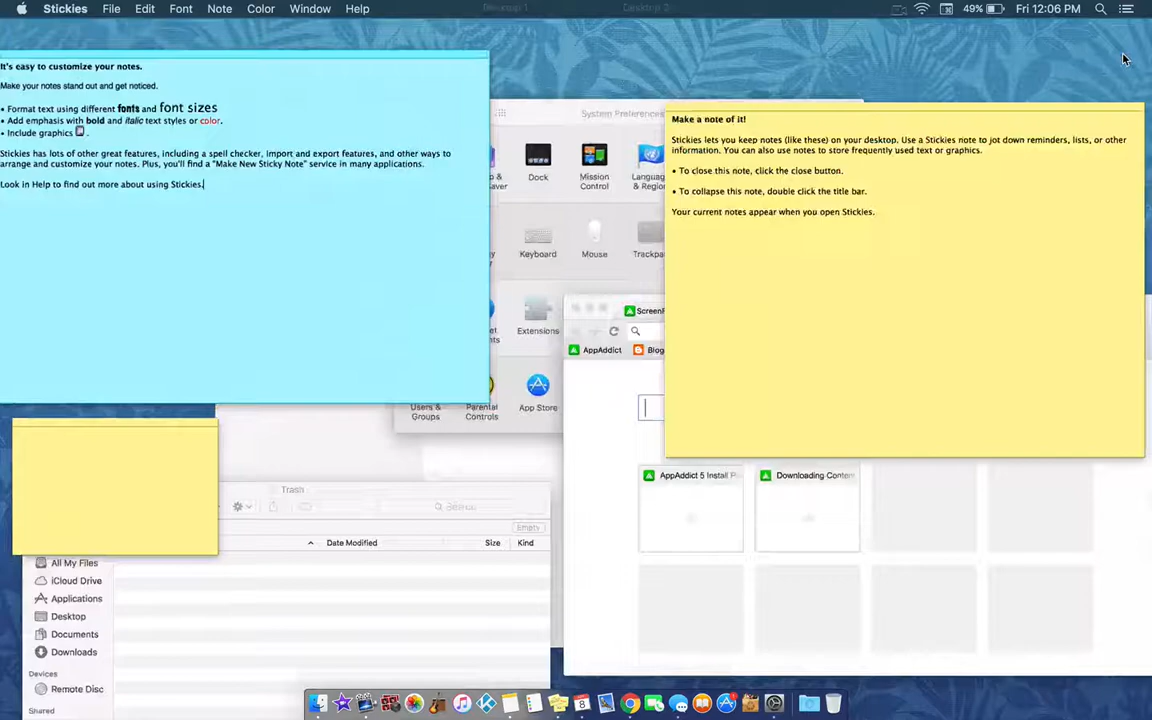 Stickies File Edit Font Note Color Window Help
Desktop 1 Desktop 2
49% Fri 12:06 PM
It's easy to customize your notes.
Make your notes stand out and get noticed.
• Format text using different fonts and font sizes
• Add emphasis with bold and italic text styles or color.
• Include graphics .
Stickies has lots of other great features, including a spell checker, import and export features, and other ways to
arrange and customize your notes. Plus, you'll find a "Make New Sticky Note" service in many applications.
Look in Help to find out more about using Stickies.
System Preferences
Dock
Mission
Control
Keyboard
Mouse
Extensions
Users &
Groups
Parental
Controls
App Store
Make a note of it!
Stickies lets you keep notes (like these) on your desktop. Use a Stickies note to jot down reminders, lists, or other
information. You can also use notes to store frequently used text or graphics.
• To close this note, click the close button.
• To collapse this note, double click the title bar.
Your current notes appear when you open Stickies.
AppAddict
AppAddict 5 Install
Downloading Conten
Trash
Search
Empty
Date Modified Size Kind
All My Files
iCloud Drive
Applications
Desktop
Documents
Downloads
Devices
Remote Disc
Shared
8